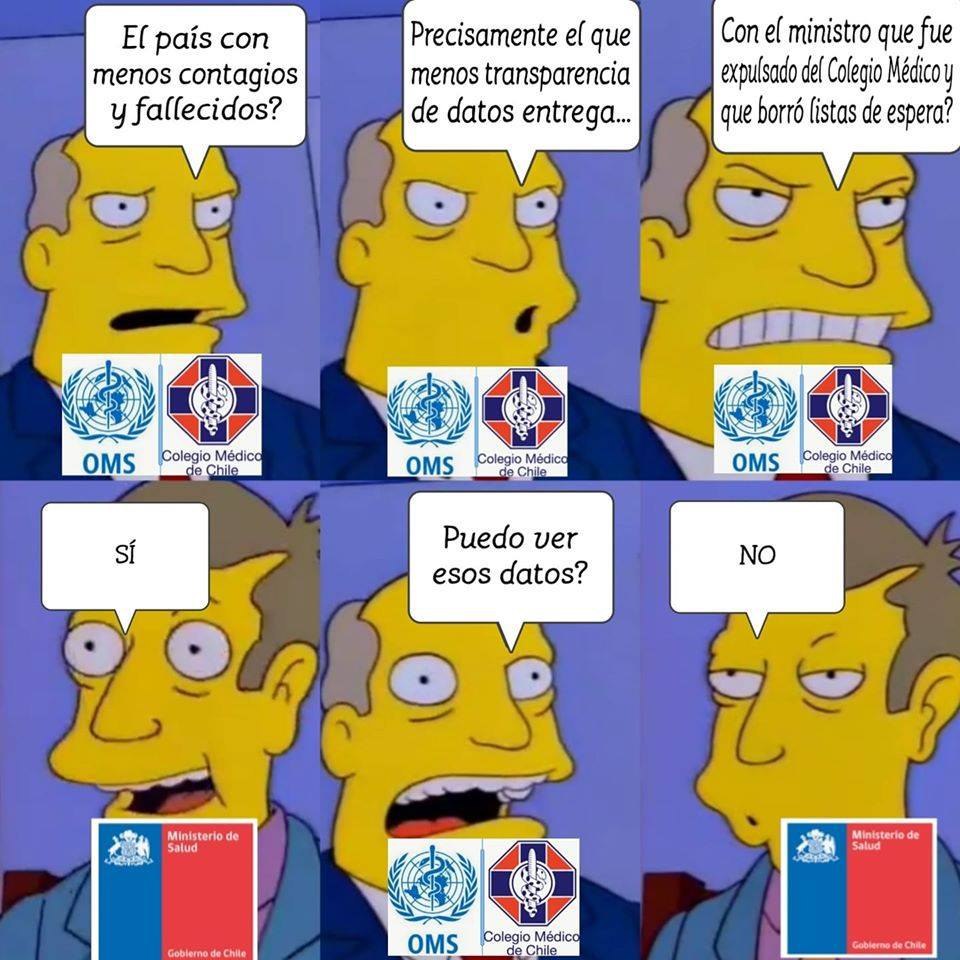 El país con
menos contagios
y fallecidos?
OMS
Colegio Médico
de Chile
Precisamente el que
menos transparencia
de datos entrega...
OMS
Colegio Médico
de Chile
Con el ministro que fue
expulsado del Colegio Médico y
que borró listas de espera?
OMS
Colegio Médico
de Chile
SÍ
Ministerio de
Salud
Gobierno de Chile
Puedo ver
esos datos?
OMS
Colegio Médico
de Chile
NO
Ministerio de
Salud
Gobierno de Chile